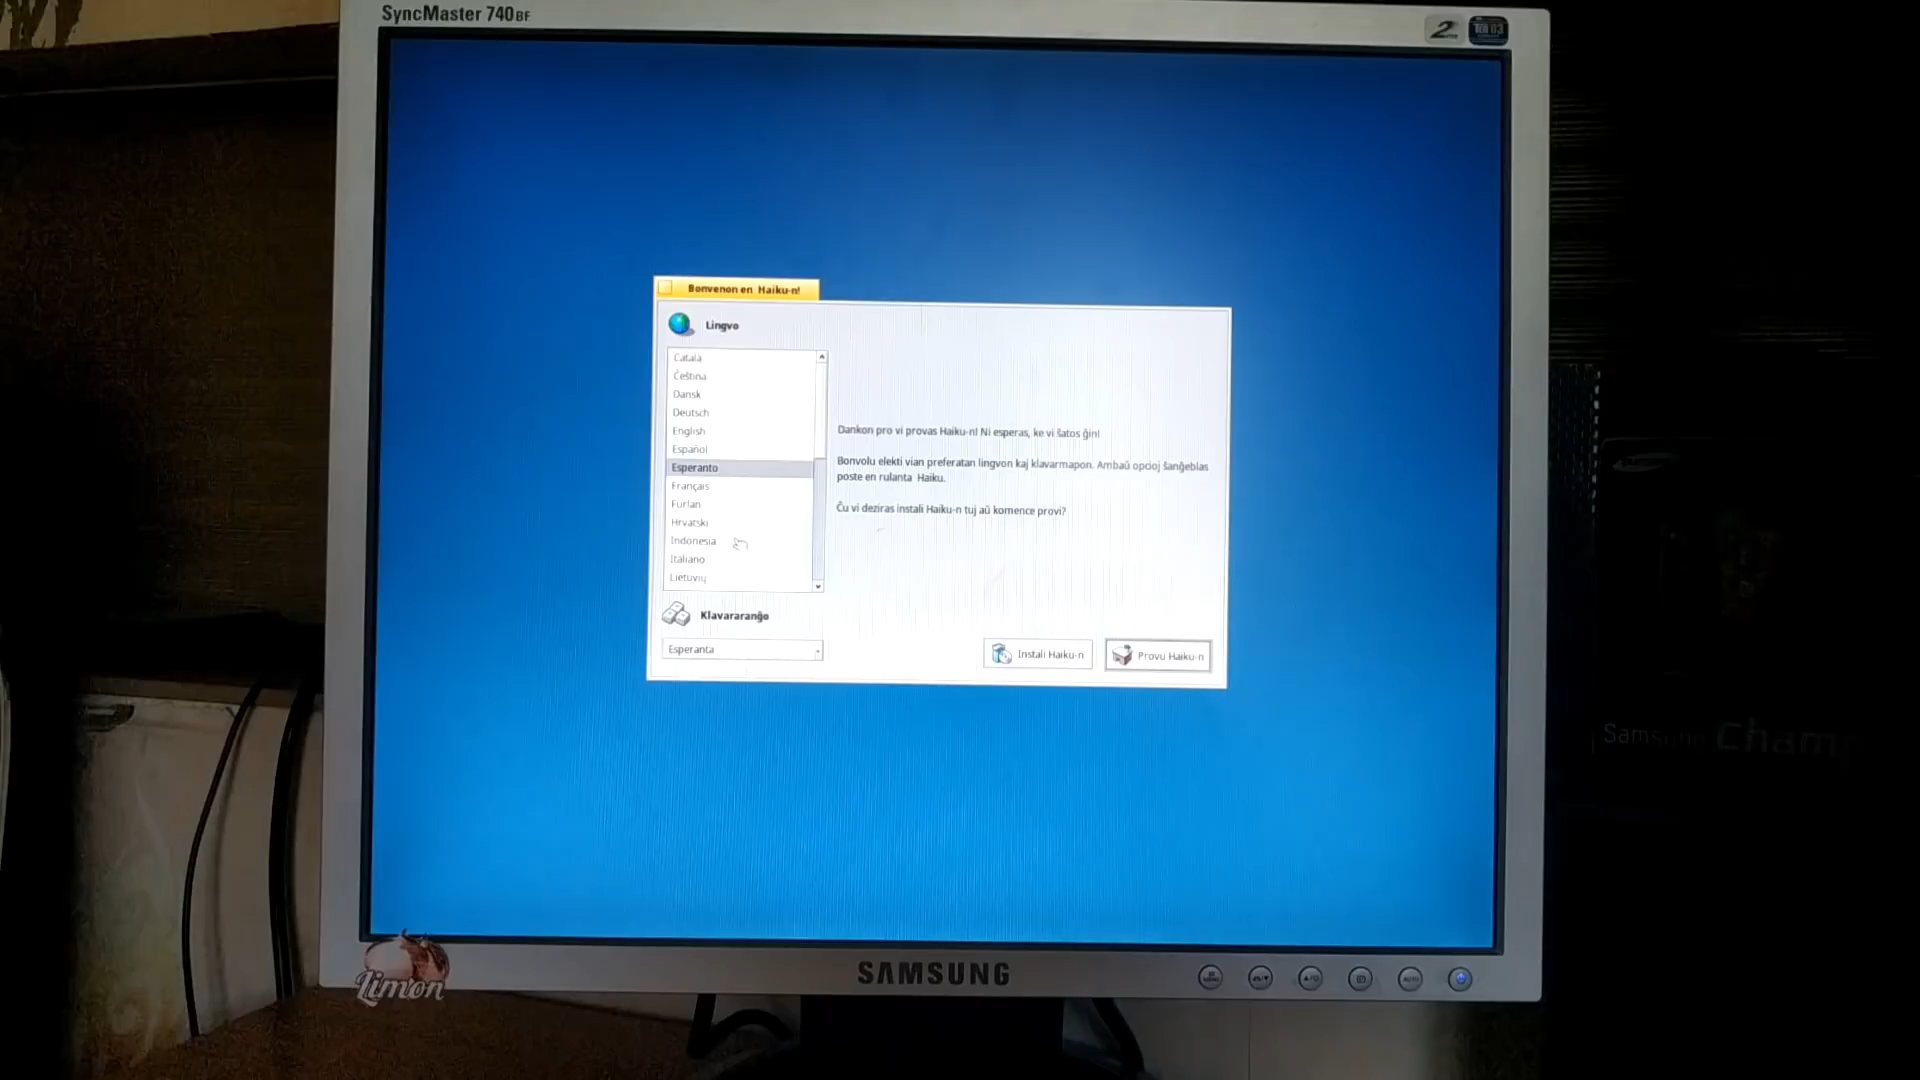 SyncMaster 740BF
Bonvenon en Haiku-n!
Lingvo
Català
Čeština
Dansk
Deutsch
English
Español
Esperanto
Français
Furlan
Hrvatski
Indonesia
Italiano
Lietuvių
Dankon pro vi provas Haiku-n! Ni esperas, ke vi ŝatos ĝin!
Bonvolu elekti vian preferatan lingvon kaj klavarmapon. Ambaŭ opcioj ŝanĝeblas
poste en rulanta Haiku.
Ĉu vi deziras instali Haiku-n tuj aŭ komence provi?
Klavararanĝo
Esperanta
Instali Haiku-n
Provu Haiku-n
Limon
SAMSUNG
AUTO
Samsung